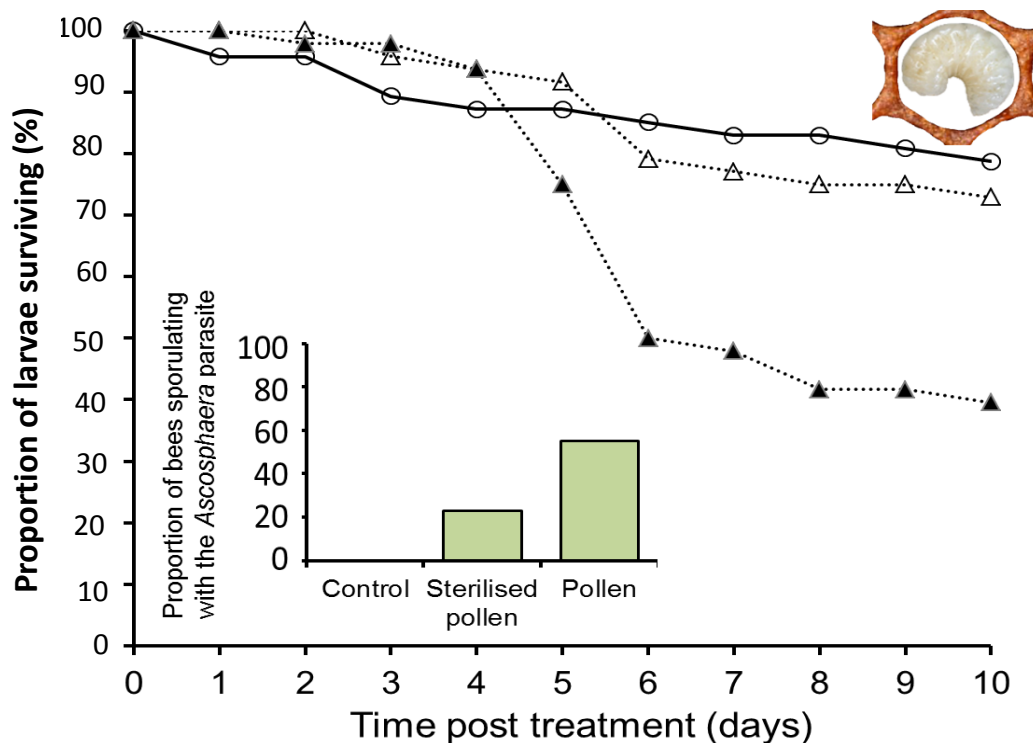 Proportion of larvae surviving (%)
100
90
80
70
60
50
40
30
20
10
0
Proportion of bees sporulating
with the Ascosphaera parasite
100
80
60
40
20
0
Control
Sterilised
pollen
Pollen
0 1 2 3 4 5 6 7 8 9 10
Time post treatment (days)